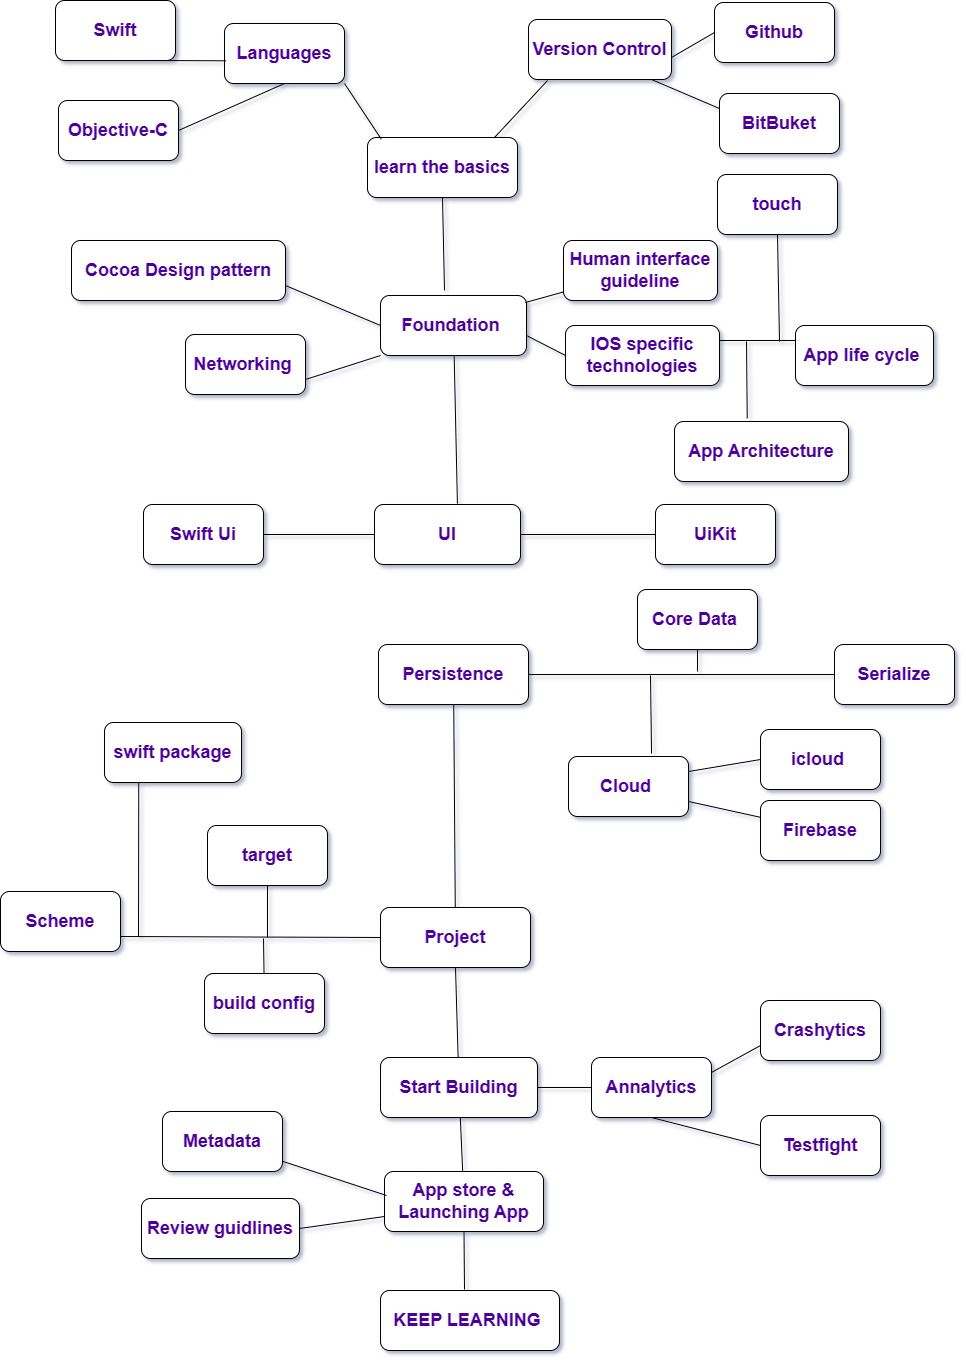 Swift
Languages
Version Control
Github
Objective-C
BitBuket
learn the basics
touch
Cocoa Design pattern
Human interface
guideline
Foundation
IOS specific
technologies
App life cycle
Networking
App Architecture
Swift Ui
UI
UiKit
Core Data
Persistence
Serialize
swift package
Cloud
icloud
Firebase
target
Scheme
Project
build config
Crashytics
Start Building
Annalytics
Metadata
Testfight
App store &
Launching App
Review guidlines
KEEP LEARNING